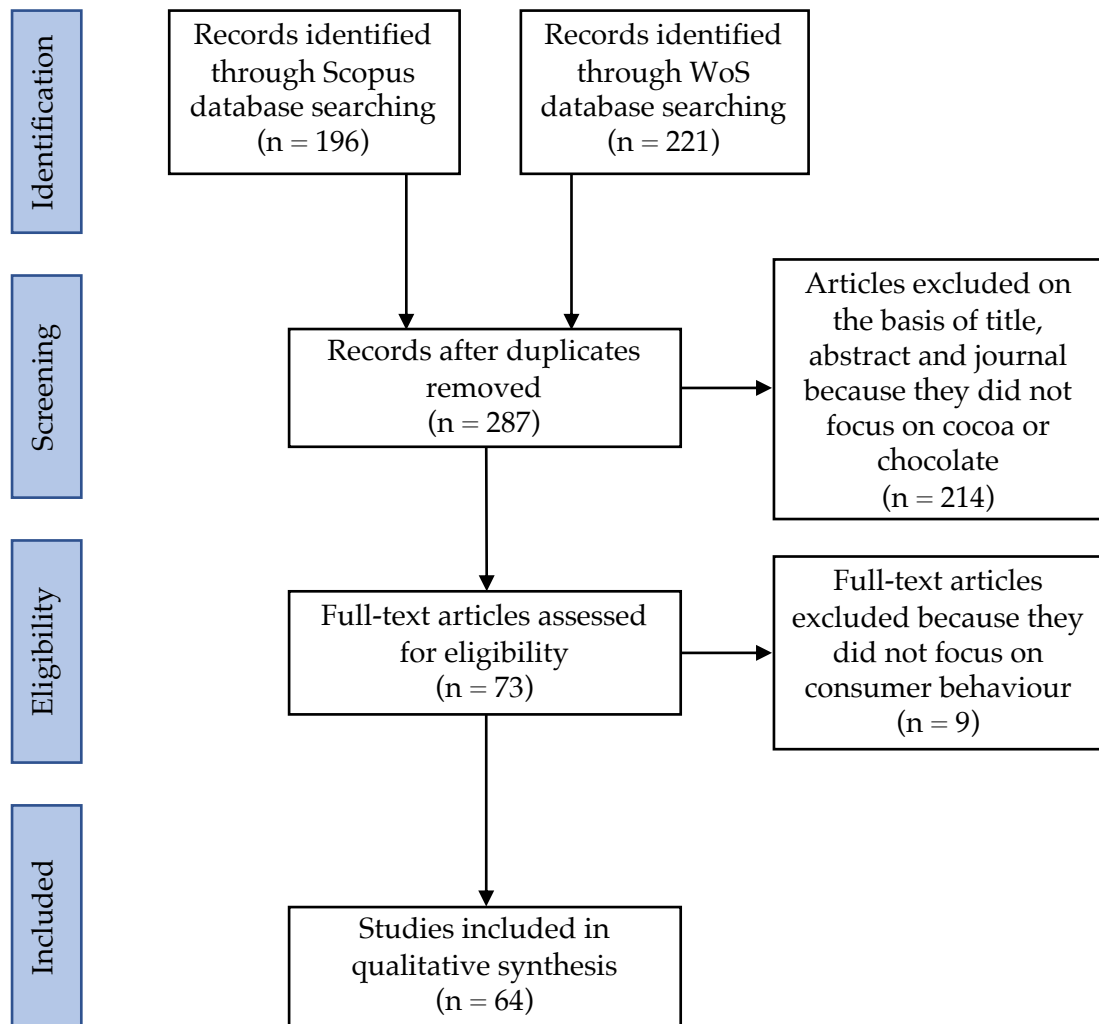 Identification
Records identified
through Scopus
database searching
(n = 196)
Records identified
through WoS
database searching
(n = 221)
Screening
Records after duplicates
removed
(n = 287)
Articles excluded on
the basis of title,
abstract and journal
because they did not
focus on cocoa or
chocolate
(n = 214)
Eligibility
Full-text articles assessed
for eligibility
(n = 73)
Full-text articles
excluded because they
did not focus on
consumer behaviour
(n = 9)
Included
Studies included in
qualitative synthesis
(n = 64)